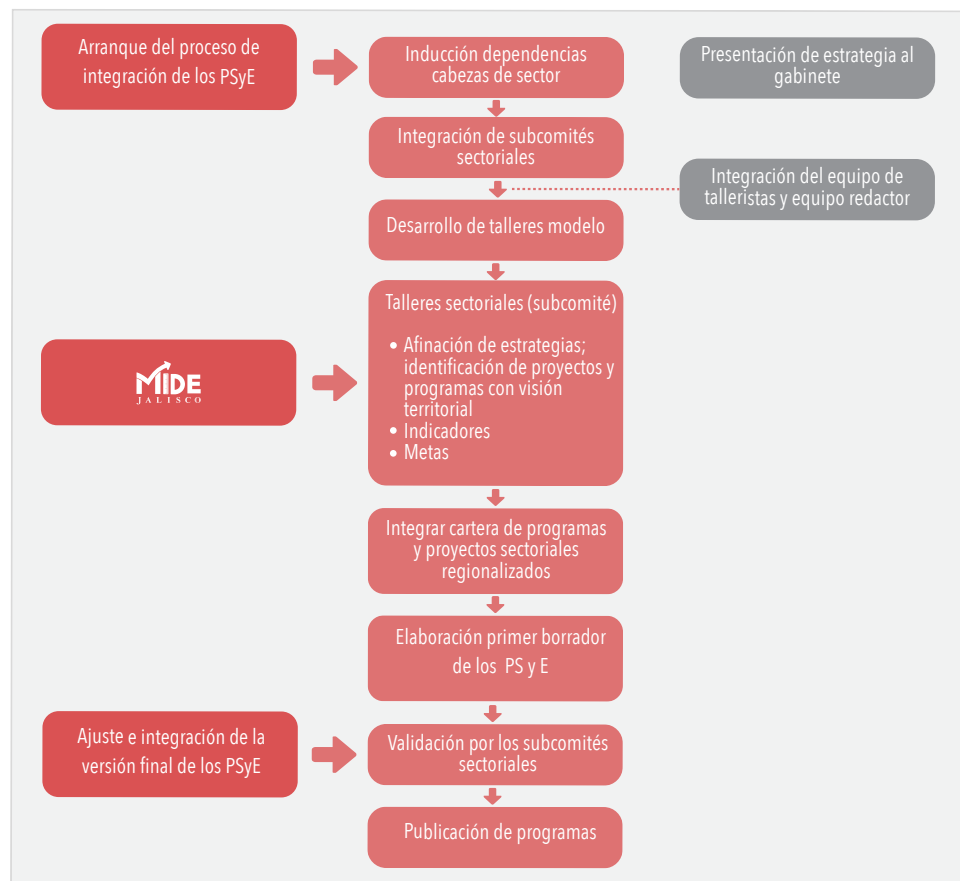 Arranque del proceso de
integración de los PSyE
Inducción dependencias
cabezas de sector
Presentación de estrategia al
gabinete
Integración de subcomités
sectoriales
Integración del equipo de
talleristas y equipo redactor
Desarrollo de talleres modelo
Talleres sectoriales (subcomité)
• Afinación de estrategias;
identificación de proyectos y
programas con visión
territorial
• Indicadores
• Metas
MIDE
JALISCO
Integrar cartera de programas
y proyectos sectoriales
regionalizados
Elaboración primer borrador
de los PS y E
Ajuste e integración de la
versión final de los PSyE
Validación por los subcomités
sectoriales
Publicación de programas